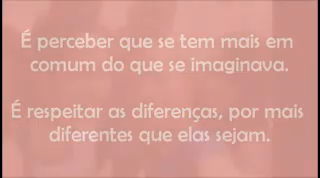 É perceber que se tem mais em
comum do que se imaginava.
É respeitar as diferenças, por mais
diferentes que elas sejam.